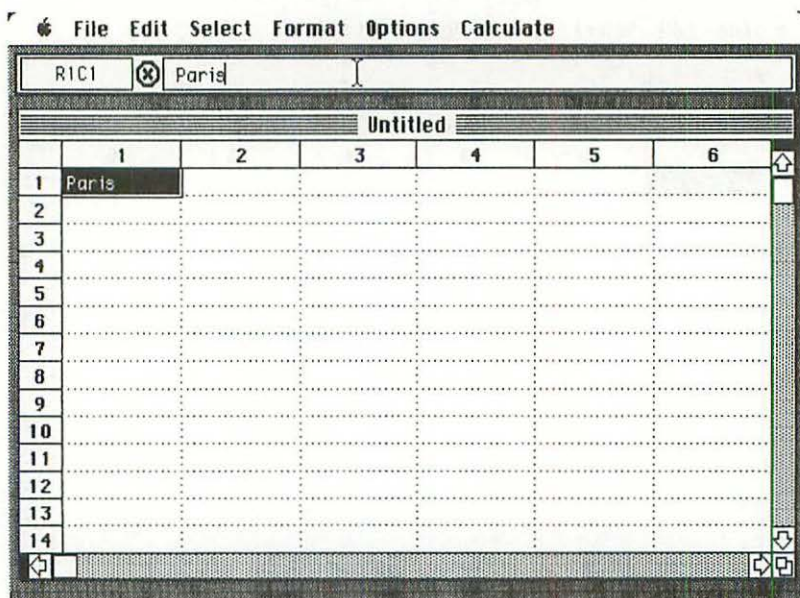 File Edit Select Format Options Calculate
R1C1 Paris
Untitled
1 2 3 4 5 6
1 Paris
2
3
4
5
6
7
8
9
10
11
12
13
14